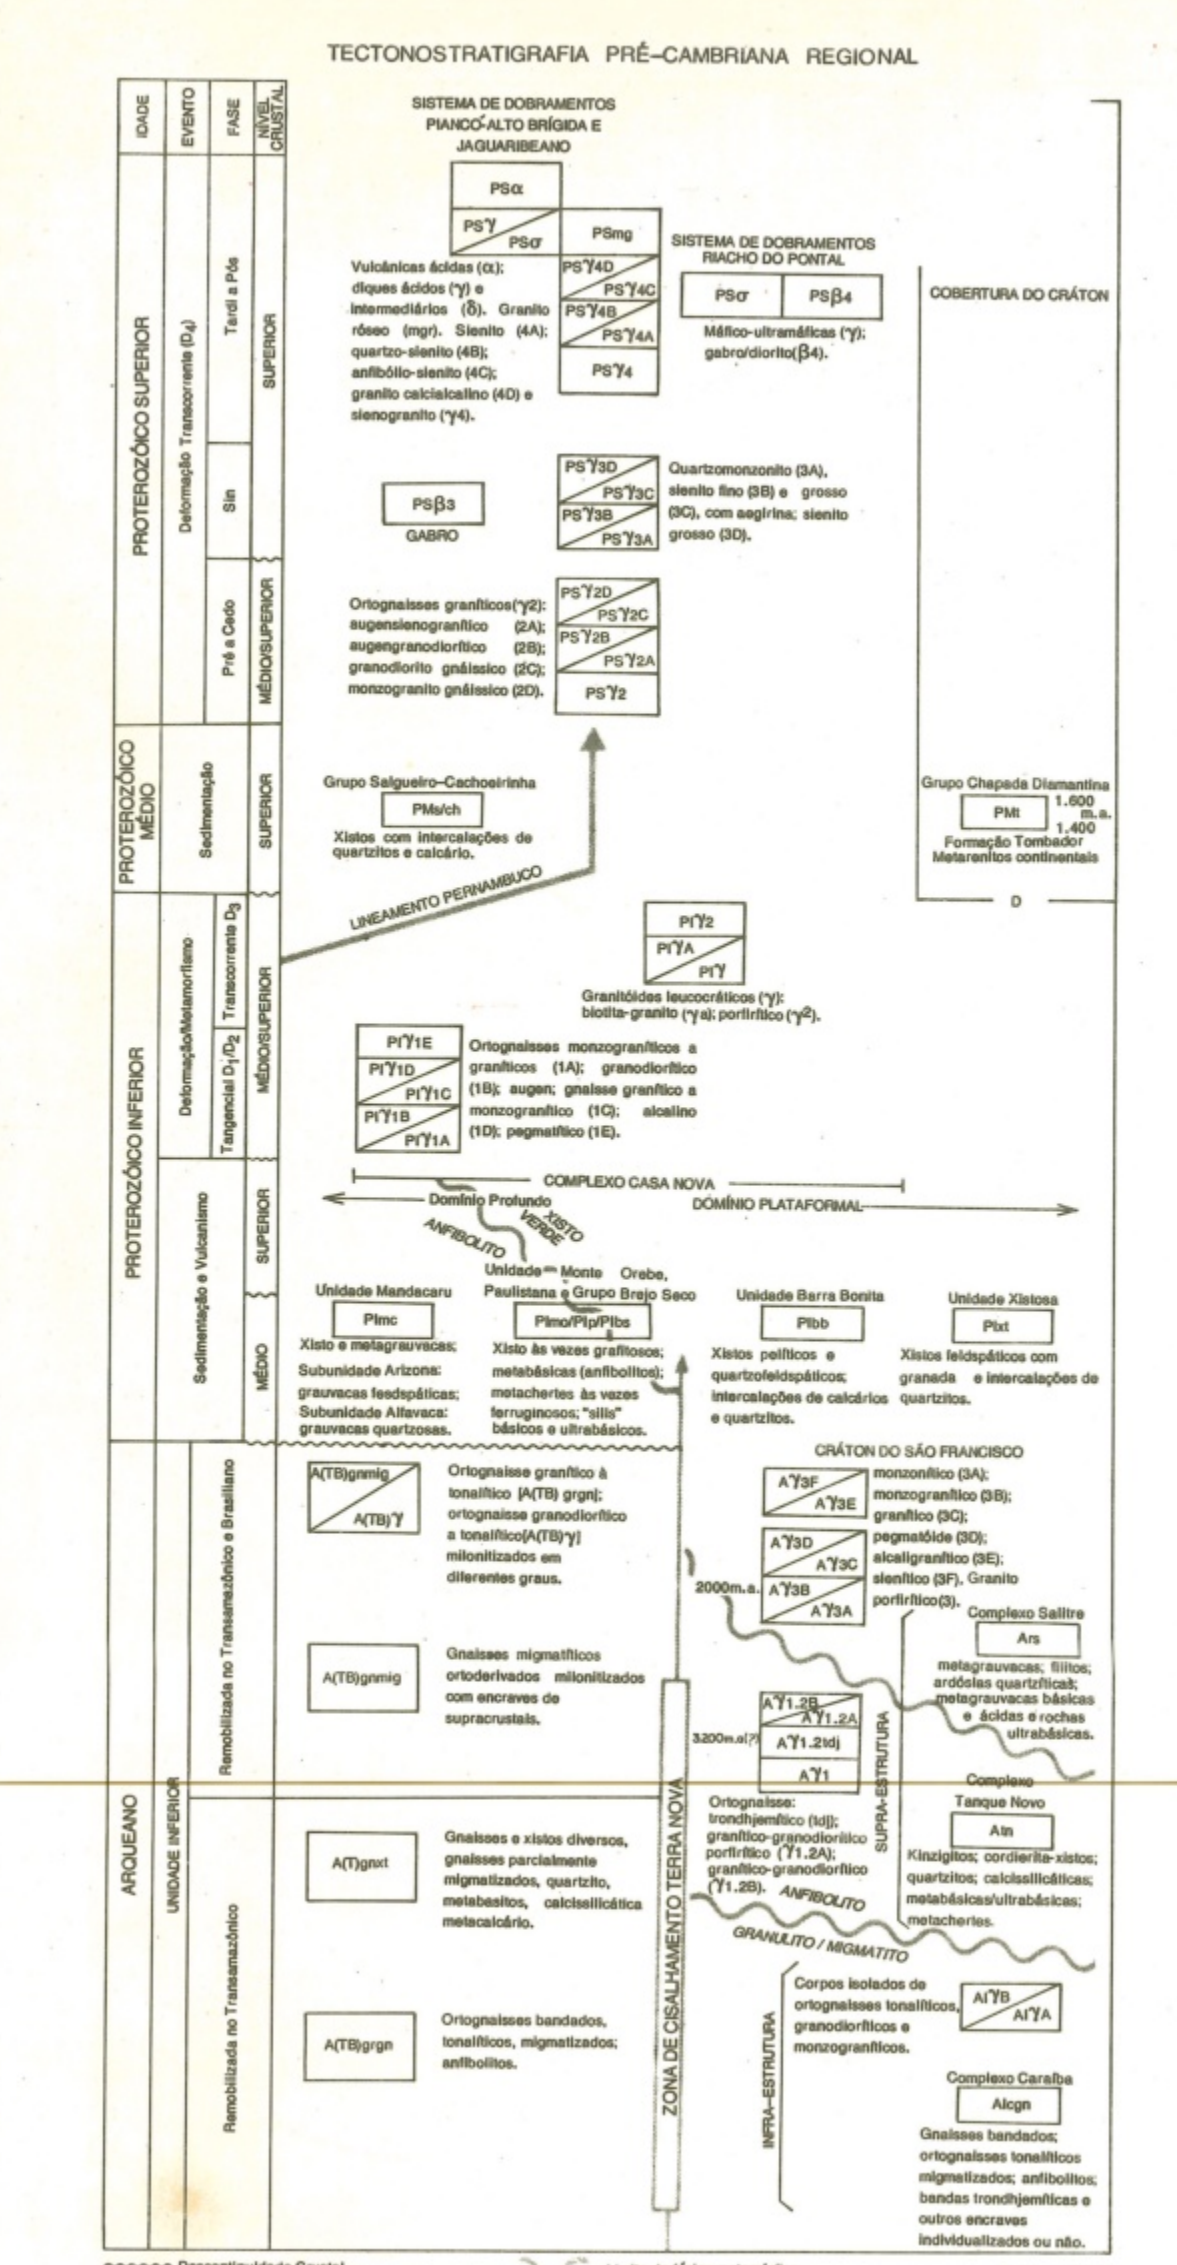 TECTONOSTRATIGRAFIA PRÉ-CAMBRIANA REGIONAL
IDADE
EVENTO
FASE
NÍVEL
CRUSTAL
PROTEROZÓICO SUPERIOR
Deformação Transcorrente (D4)
Tardi a Pós
SUPERIOR
Sin
Pré a Cedo
MÉDIO/SUPERIOR
SISTEMA DE DOBRAMENTOS
PIANCÓ-ALTO BRÍGIDA E
JAGUARIBEANO
PSα
PSγ
PSσ
PSmg
PSγ4D
PSγ4C
PSγ4B
PSγ4A
PSγ4
Vulcânicas ácidas (α);
diques ácidos (γ) e
intermediários (δ). Granito
róseo (mgr). Sienito (4A);
quartzo-sienito (4B);
anfibólio-sienito (4C);
granito calcialcalino (4D) e
sienogranito (γ4).
SISTEMA DE DOBRAMENTOS
RIACHO DO PONTAL
PSσ
PSβ4
Máfico-ultramáficas (γ);
gabro/diorito(β4).
COBERTURA DO CRÁTON
PSβ3
GABRO
PSγ3D
PSγ3C
PSγ3B
PSγ3A
Quartzomonzonito (3A),
sienito fino (3B) e grosso
(3C), com aegirina; sienito
grosso (3D).
Ortognaisses graníticos(γ2);
augensienogranítico (2A);
augengranodiorítico (2B);
granodiorito gnáissico (2C);
monzogranito gnáissico (2D).
PSγ2D
PSγ2C
PSγ2B
PSγ2A
PSγ2
PROTEROZÓICO
MÉDIO
Sedimentação
SUPERIOR
Grupo Salgueiro-Cachoeirinha
PMs/ch
Xistos com intercalações de
quartzitos e calcário.
Grupo Chapada Diamantina
PMt
1.600
m.a.
1.400
Formação Tombador
Metarenitos continentais
D
LINEAMENTO PERNAMBUCO
PROTEROZÓICO INFERIOR
Deformação/Metamorfismo
Tangencial D1/D2
Transcorrente D3
MÉDIO/SUPERIOR
PIγ2
PIγA
PIγ
Granitóides leucocráticos (γ);
biotita-granito (γa); porfirítico (γ2).
PIγ1E
PIγ1D
PIγ1C
PIγ1B
PIγ1A
Ortognaisses monzograníticos a
graníticos (1A); granodiorítico
(1B); augen; gnaisse granítico a
monzogranítico (1C); alcalino
(1D); pegmatítico (1E).
Sedimentação e Vulcanismo
SUPERIOR
MÉDIO
COMPLEXO CASA NOVA
Domínio Profundo
DOMÍNIO PLATAFORMAL
ANFIBOLITO
XISTO
VERDE
Unidade Mandacaru
PImc
Xisto e metagrauvacas;
Subunidade Arizona:
grauvacas feedspáticas;
Subunidade Alfavaca:
grauvacas quartzosas.
Unidade Monte Orebe,
Paulistana e Grupo Brejo Seco
PImo/PIp/PIbs
Xisto às vezes grafitosos;
metabásicas (anfibolitos);
metachertes às vezes
ferruginosos; "sills"
básicos e ultrabásicos.
Unidade Barra Bonita
PIbb
Xistos pelíticos e
quartzofeldspáticos;
intercalações de calcários
e quartzitos.
Unidade Xistosa
PIxt
Xistos feldspáticos com
granada e intercalações de
quartzitos.
ARQUEANO
UNIDADE INFERIOR
Remobilizada no Transamazônico e Brasiliano
Remobilizada no Transamazônico
A(TB)gnmig
A(TB)γ
Ortognaisse granítico à
tonalítico [A(TB) grgn];
ortognaisse granodiorítico
a tonalítico[A(TB)γ]
milonitizados em
diferentes graus.
A(TB)gnmig
Gnaisses migmatíticos
ortoderivados milonitizados
com encraves de
supracrustais.
A(T)gnxt
Gnaisses e xistos diversos,
gnaisses parcialmente
migmatizados, quartzito,
metabasitos, calcissilicática
metacalcário.
A(TB)grgn
Ortognaisses bandados,
tonalíticos, migmatizados;
anfibolitos.
ZONA DE CISALHAMENTO TERRA NOVA
CRÁTON DO SÃO FRANCISCO
Aγ3F
Aγ3E
Aγ3D
Aγ3C
Aγ3B
Aγ3A
monzonítico (3A);
monzogranítico (3B);
granítico (3C);
pegmatóide (3D);
alcaligranítico (3E);
sienítico (3F). Granito
porfirítico(3).
2000m.a.
Complexo Salitre
Ars
metagrauvacas; filitos;
ardósias quartzíticas;
metagrauvacas básicas
e ácidas e rochas
ultrabásicas.
Aγ1.2B
Aγ1.2A
Aγ1.2tdj
Aγ1
3.200m.a(?)
Ortognaisse:
trondhjemítico (tdj);
granítico-granodiorítico
porfirítico (γ1.2A);
granítico-granodiorítico
(γ1.2B).
SUPRA-ESTRUTURA
Complexo
Tanque Novo
Atn
Kinzigitos; cordierita-xistos;
quartzitos; calcissilicáticas;
metabásicas/ultrabásicas;
metachertes.
ANFIBOLITO
GRANULITO / MIGMATITO
INFRA-ESTRUTURA
Corpos isolados de
ortognaisses tonalíticos,
granodioríticos e
monzograníticos.
AIγB
AIγA
Complexo Caraíba
AIcgn
Gnaisses bandados;
ortognaisses tonalíticos
migmatizados; anfibolitos;
bandas trondhjemíticas e
outros encraves
individualizados ou não.